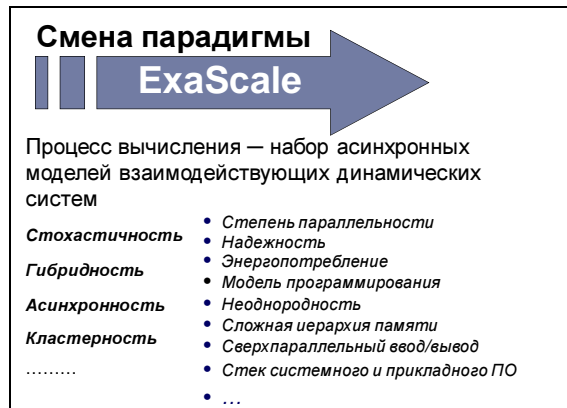 Смена парадигмы
ExaScale
Процесс вычисления — набор асинхронных
моделей взаимодействующих динамических
систем
Стохастичность
Гибридность
Асинхронность
Кластерность
………
• Степень параллельности
• Надежность
• Энергопотребление
• Модель программирования
• Неоднородность
• Сложная иерархия памяти
• Сверхпараллельный ввод/вывод
• Стек системного и прикладного ПО
• …